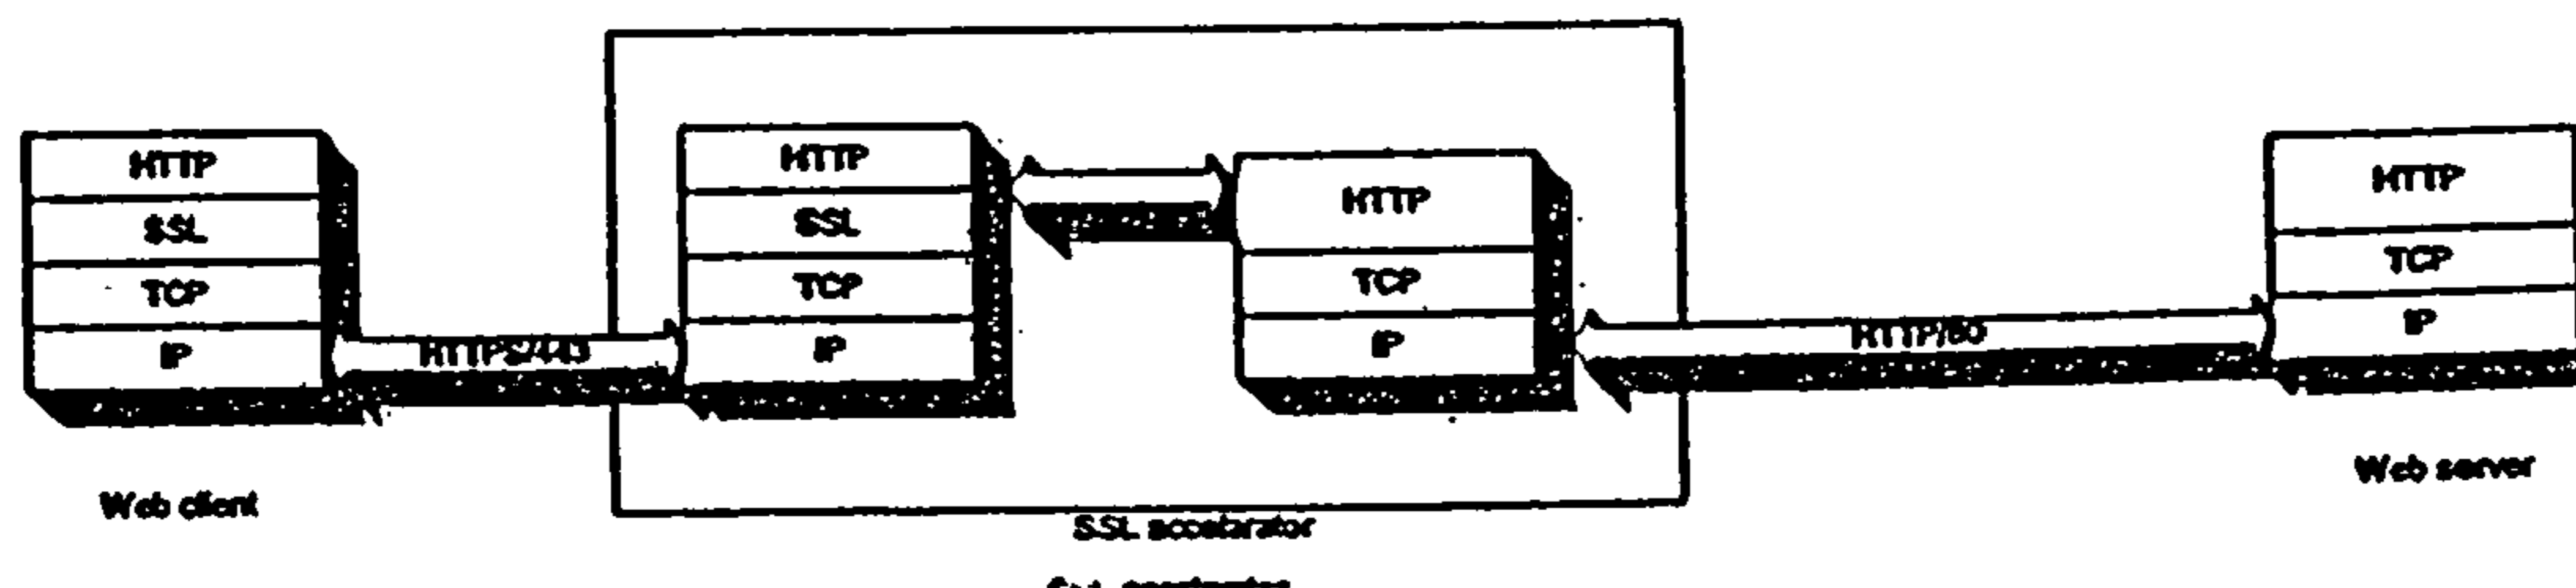 HTTP
SSL
TCP
IP
Web client
HTTPS/443
HTTP
SSL
TCP
IP
HTTP
TCP
IP
SSL accelarator
HTTP/80
HTTP
TCP
IP
Web server